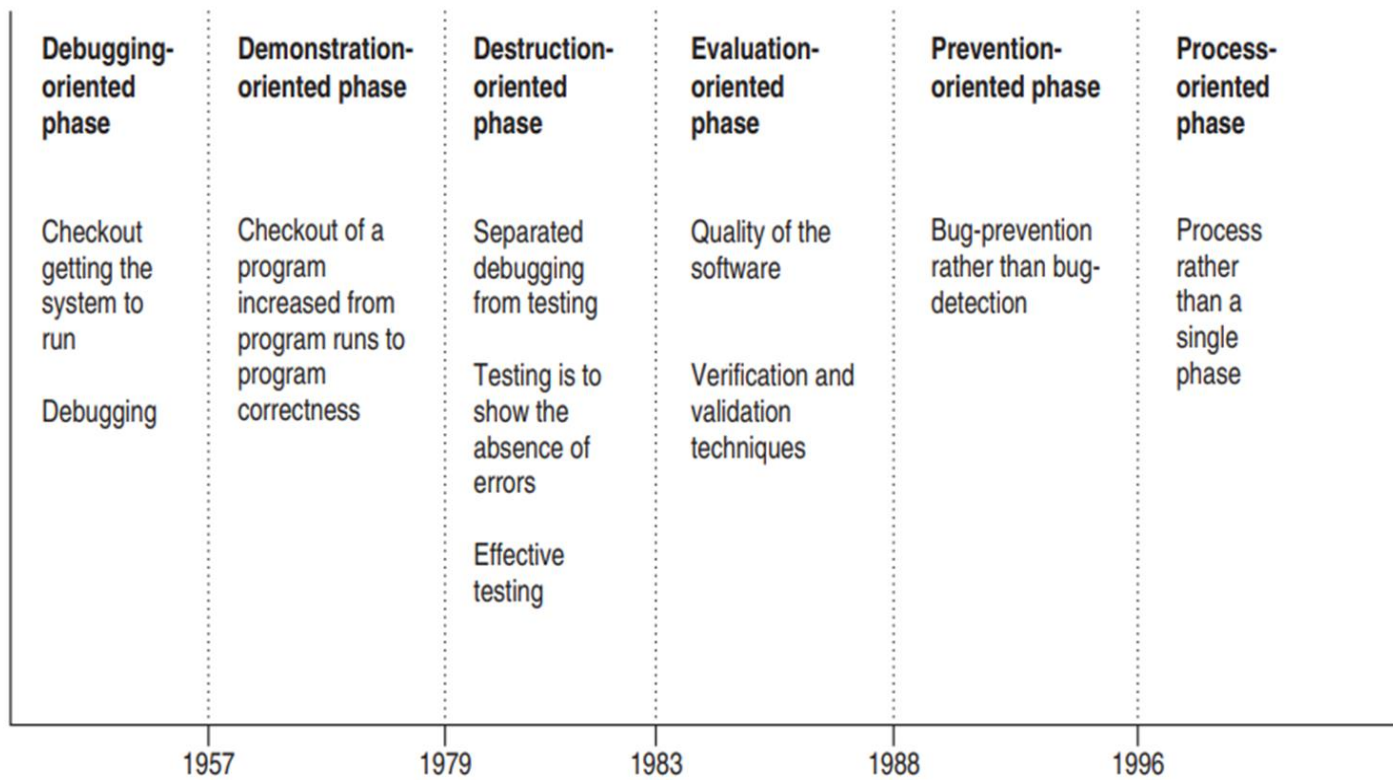 Debugging-
oriented
phase
Checkout
getting the
system to
run
Debugging
Demonstration-
oriented phase
Checkout of a
program
increased from
program runs to
program
correctness
Destruction-
oriented
phase
Separated
debugging
from testing
Testing is to
show the
absence of
errors
Effective
testing
Evaluation-
oriented
phase
Quality of the
software
Verification and
validation
techniques
Prevention-
oriented phase
Bug-prevention
rather than bug-
detection
Process-
oriented
phase
Process
rather
than a
single
phase
1957
1979
1983
1988
1996